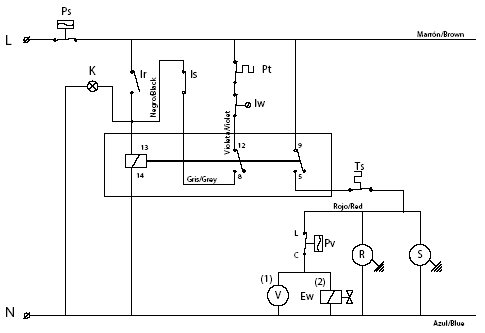 Ps
L
Marrón/Brown
K
Ir
Negro/Black
Is
Pt
Iw
Violeta/Violet
13
12
9
14
Gris/Grey
8
5
Ts
Rojo/Red
L
Pv
C
R
S
(1)
(2)
V
Ew
N
Azul/Blue